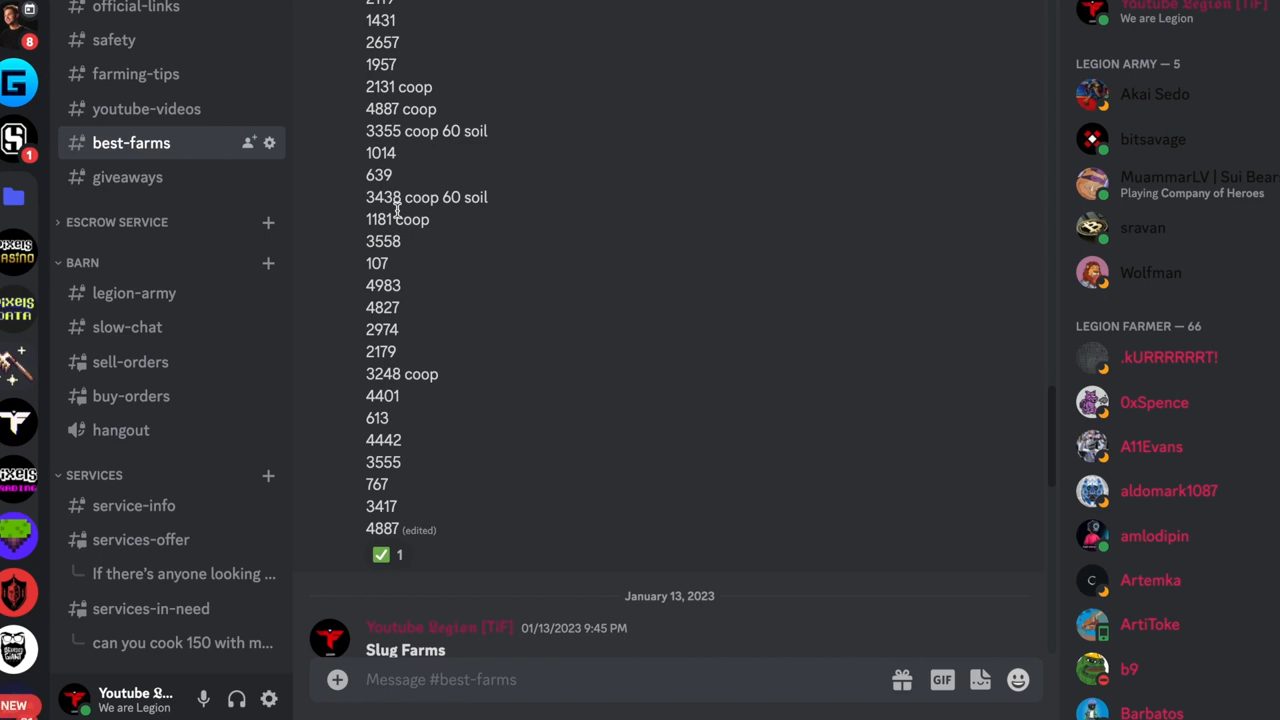 8
official-links
safety
farming-tips
youtube-videos
best-farms
giveaways
1
ESCROW SERVICE
BARN
legion-army
slow-chat
sell-orders
buy-orders
hangout
SERVICES
service-info
services-offer
If there's anyone looking ...
services-in-need
can you cook 150 with m...
NEW
Youtube 𝕷...
We are Legion
2119
1431
2657
1957
2131 coop
4887 coop
3355 coop 60 soil
1014
639
3438 coop 60 soil
1181 coop
3558
107
4983
4827
2974
2179
3248 coop
4401
613
4442
3555
767
3417
4887 (edited)
✅ 1
January 13, 2023
Youtube 𝕷𝖊𝖌𝖎𝖔𝖓 [TiF] 01/13/2023 9:45 PM
Slug Farms
Message #best-farms
GIF
Youtube 𝕷𝖊𝖌𝖎𝖔𝖓 [TiF]
We are Legion
LEGION ARMY — 5
Akai Sedo
bitsavage
MuammarLV | Sui Bear
Playing Company of Heroes
sravan
Wolfman
LEGION FARMER — 66
.kURRRRRRT!
0xSpence
A11Evans
aldomark1087
amlodipin
Artemka
ArtiToke
b9
Barbatos